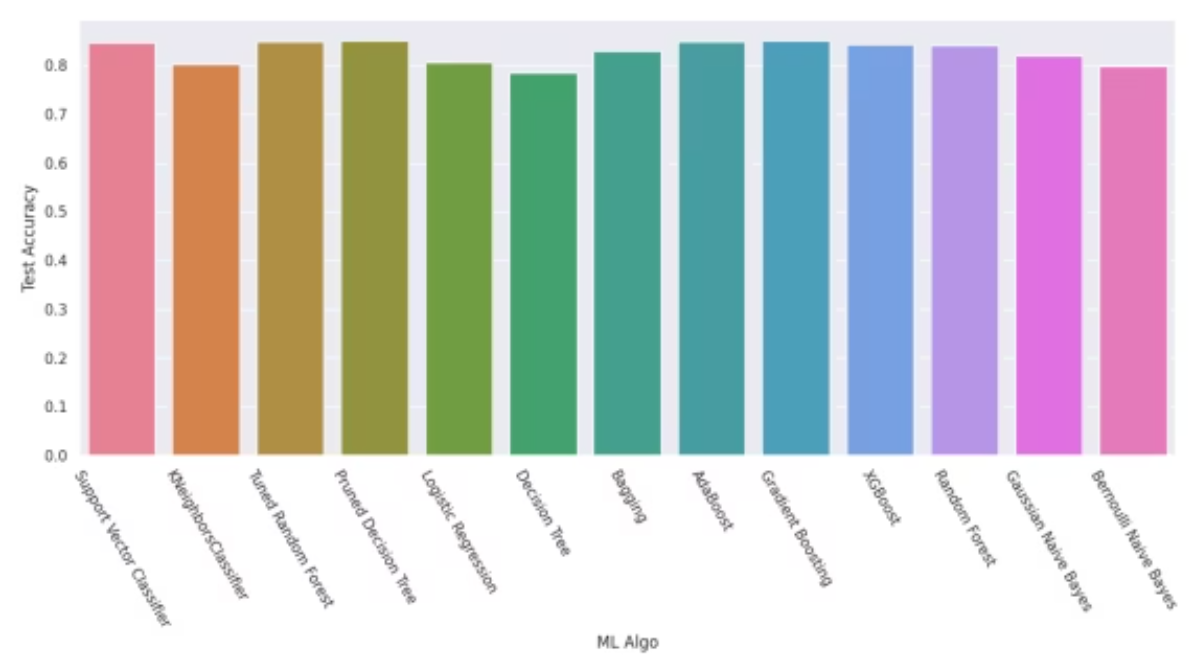 Test Accuracy
0.8
0.7
0.6
0.5
0.4
0.3
0.2
0.1
0.0
Support Vector Classifier
KNeighborsClassifier
Tuned Random Forest
Pruned Decision Tree
Logistic Regression
Decision Tree
Bagging
AdaBoost
Gradient Boosting
XGBoost
Random Forest
Gaussian Naive Bayes
Bernoulli Naive Bayes
ML Algo